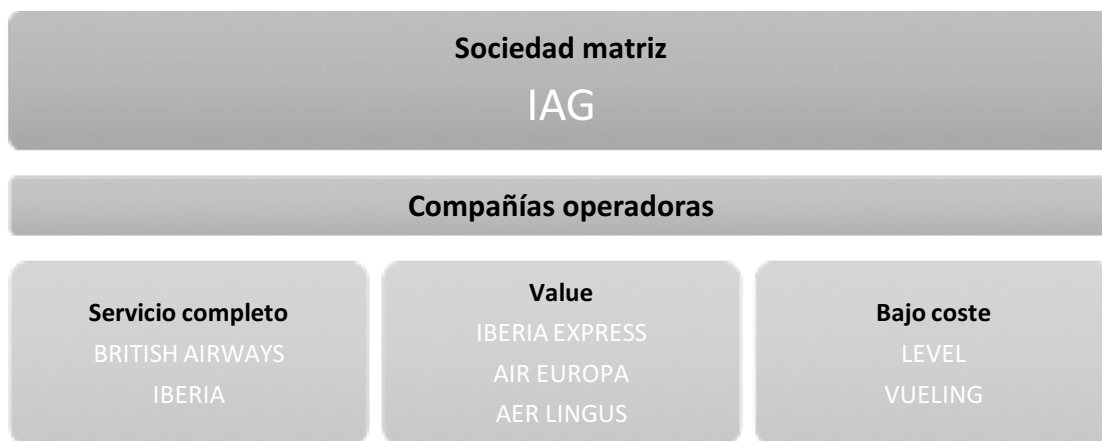 Sociedad matriz
IAG
Compañías operadoras
Servicio completo
BRITISH AIRWAYS
IBERIA
Value
IBERIA EXPRESS
AIR EUROPA
AER LINGUS
Bajo coste
LEVEL
VUELING